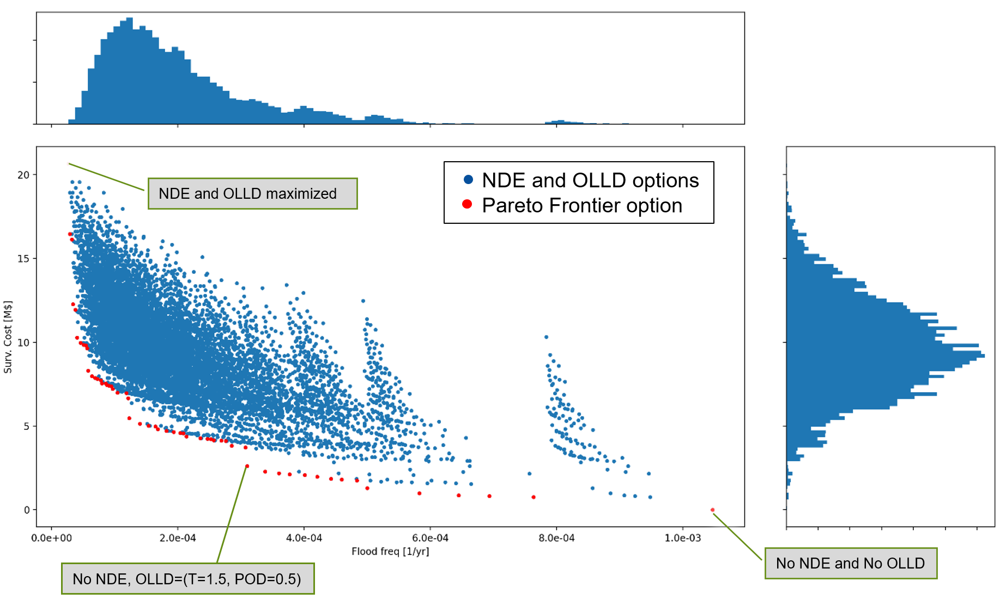 NDE and OLLD options
Pareto Frontier option
NDE and OLLD maximized
20
15
10
5
0
Surv. Cost [M$]
0.0e+00
2.0e-04
4.0e-04
6.0e-04
8.0e-04
1.0e-03
Flood freq [1/yr]
No NDE and No OLLD
No NDE, OLLD=(T=1.5, POD=0.5)